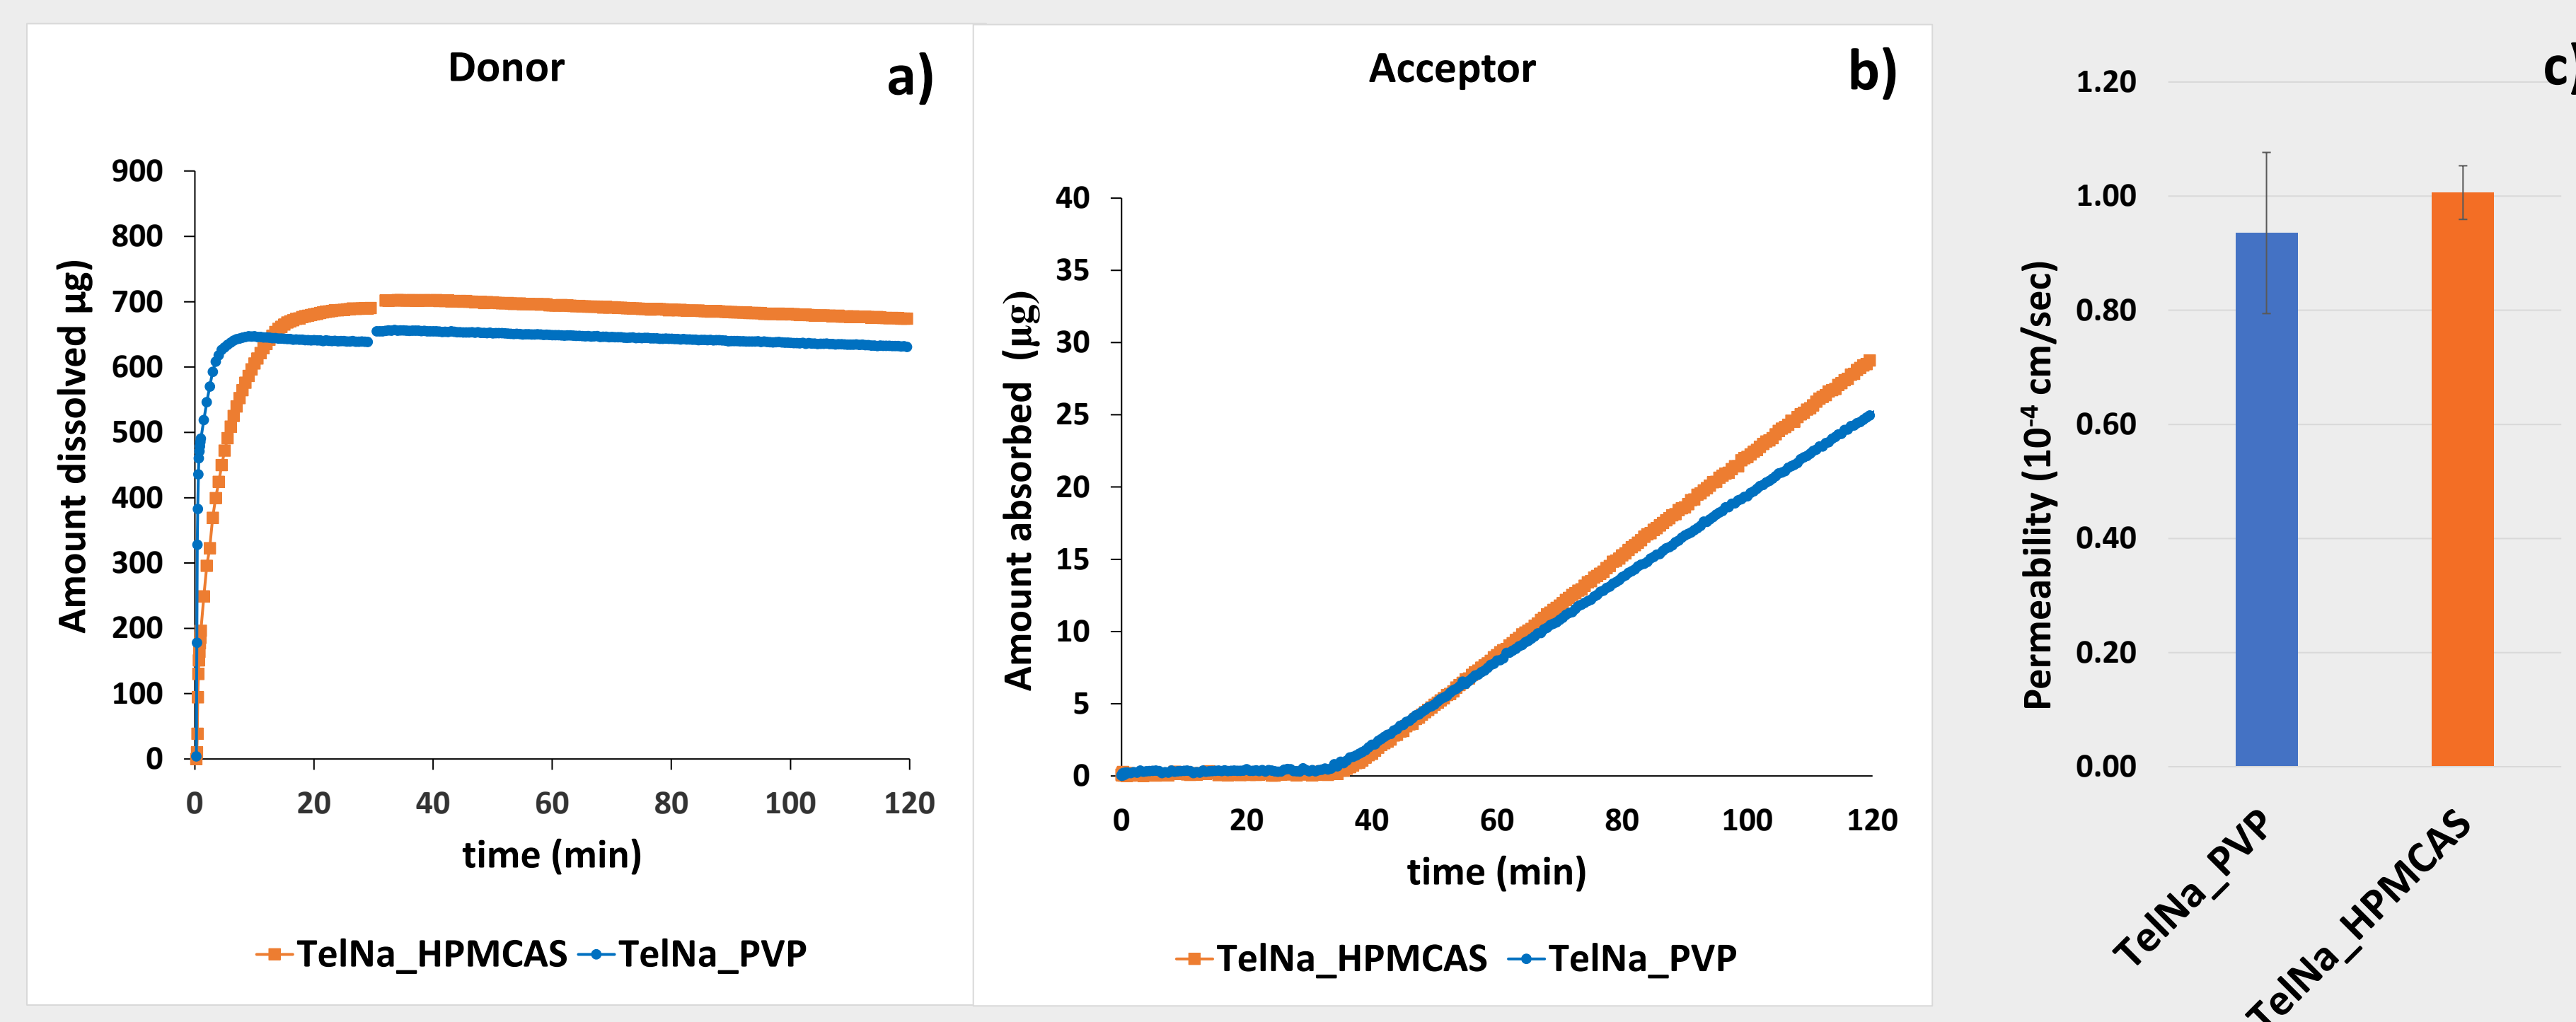 Donor
a)
Amount dissolved µg)
900
800
700
600
500
400
300
200
100
0
0 20 40 60 80 100 120
time (min)
TelNa_HPMCAS TelNa_PVP
Acceptor
b)
Amount absorbed (µg)
40
35
30
25
20
15
10
5
0
0 20 40 60 80 100 120
time (min)
TelNa_HPMCAS TelNa_PVP
c)
Permeability (10⁻⁴ cm/sec)
1.20
1.00
0.80
0.60
0.40
0.20
0.00
TelNa_PVP
TelNa_HPMCAS